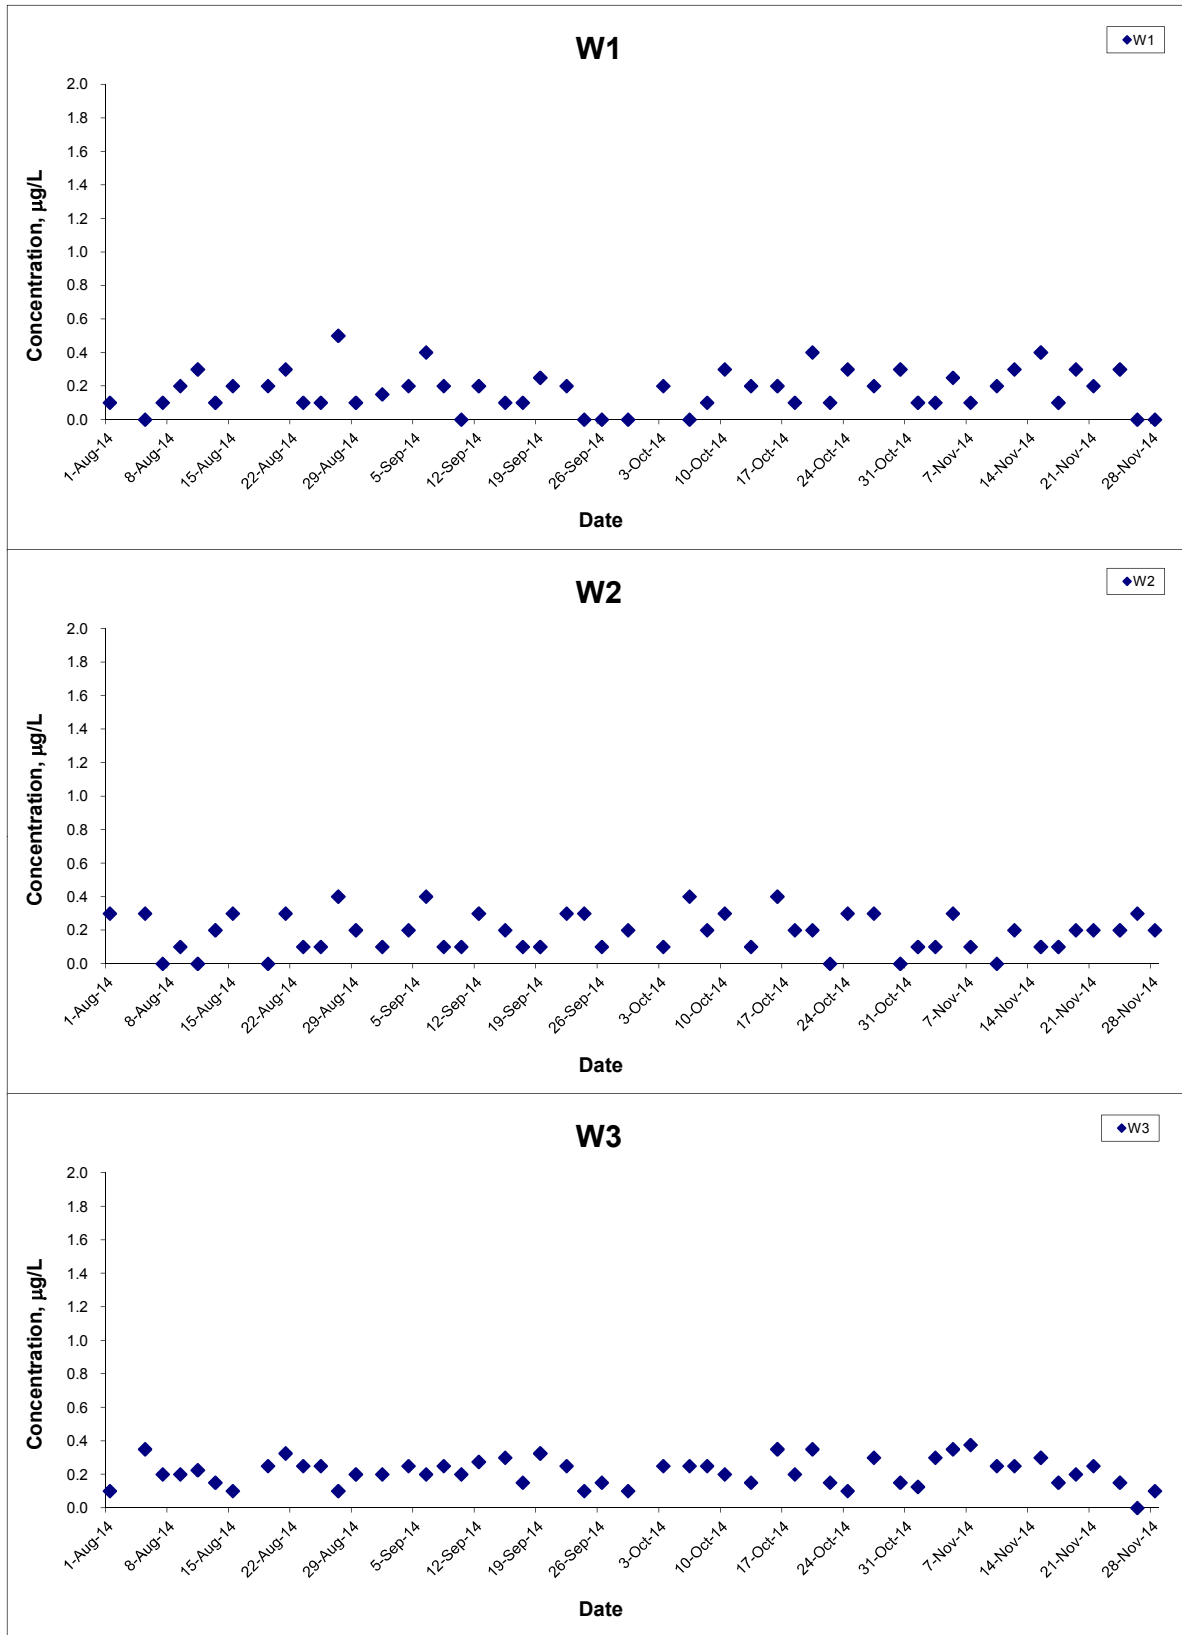 W1
W1
Concentration, µg/L
2.0
1.8
1.6
1.4
1.2
1.0
0.8
0.6
0.4
0.2
0.0
1-Aug-14
8-Aug-14
15-Aug-14
22-Aug-14
29-Aug-14
5-Sep-14
12-Sep-14
19-Sep-14
26-Sep-14
3-Oct-14
10-Oct-14
17-Oct-14
24-Oct-14
31-Oct-14
7-Nov-14
14-Nov-14
21-Nov-14
28-Nov-14
Date
W2
W2
Concentration, µg/L
2.0
1.8
1.6
1.4
1.2
1.0
0.8
0.6
0.4
0.2
0.0
1-Aug-14
8-Aug-14
15-Aug-14
22-Aug-14
29-Aug-14
5-Sep-14
12-Sep-14
19-Sep-14
26-Sep-14
3-Oct-14
10-Oct-14
17-Oct-14
24-Oct-14
31-Oct-14
7-Nov-14
14-Nov-14
21-Nov-14
28-Nov-14
Date
W3
W3
Concentration, µg/L
2.0
1.8
1.6
1.4
1.2
1.0
0.8
0.6
0.4
0.2
0.0
1-Aug-14
8-Aug-14
15-Aug-14
22-Aug-14
29-Aug-14
5-Sep-14
12-Sep-14
19-Sep-14
26-Sep-14
3-Oct-14
10-Oct-14
17-Oct-14
24-Oct-14
31-Oct-14
7-Nov-14
14-Nov-14
21-Nov-14
28-Nov-14
Date